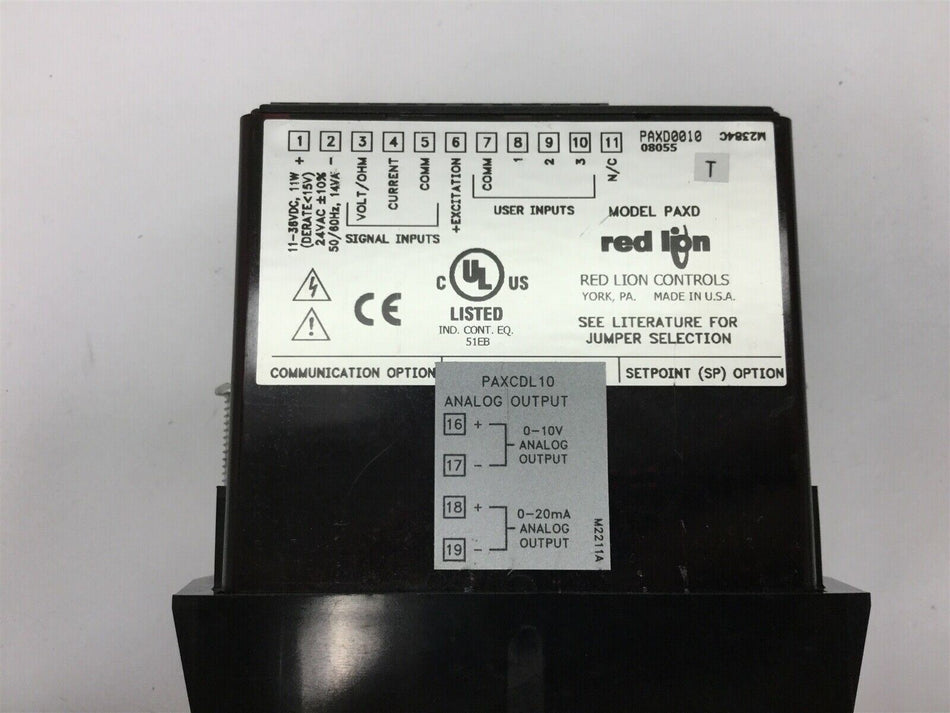 1 2 3 4 5 6 7 8 9 10 11
PAXD0010
08055
M2384C
T
+
-
11-36VDC, 11W
(DERATE<15V)
24VAC ±10%
50/60Hz, 14VA
VOLT/OHM
CURRENT
COMM
+EXCITATION
COMM
1
2
3
N/C
SIGNAL INPUTS
USER INPUTS
MODEL PAXD
red lion
RED LION CONTROLS
YORK, PA. MADE IN U.S.A.
SEE LITERATURE FOR
JUMPER SELECTION
CE
C UL US
LISTED
IND. CONT. EQ.
51EB
COMMUNICATION OPTION
SETPOINT (SP) OPTION
PAXCDL10
ANALOG OUTPUT
16 +
17 -
0-10V
ANALOG
OUTPUT
18 +
19 -
0-20mA
ANALOG
OUTPUT
M2211A